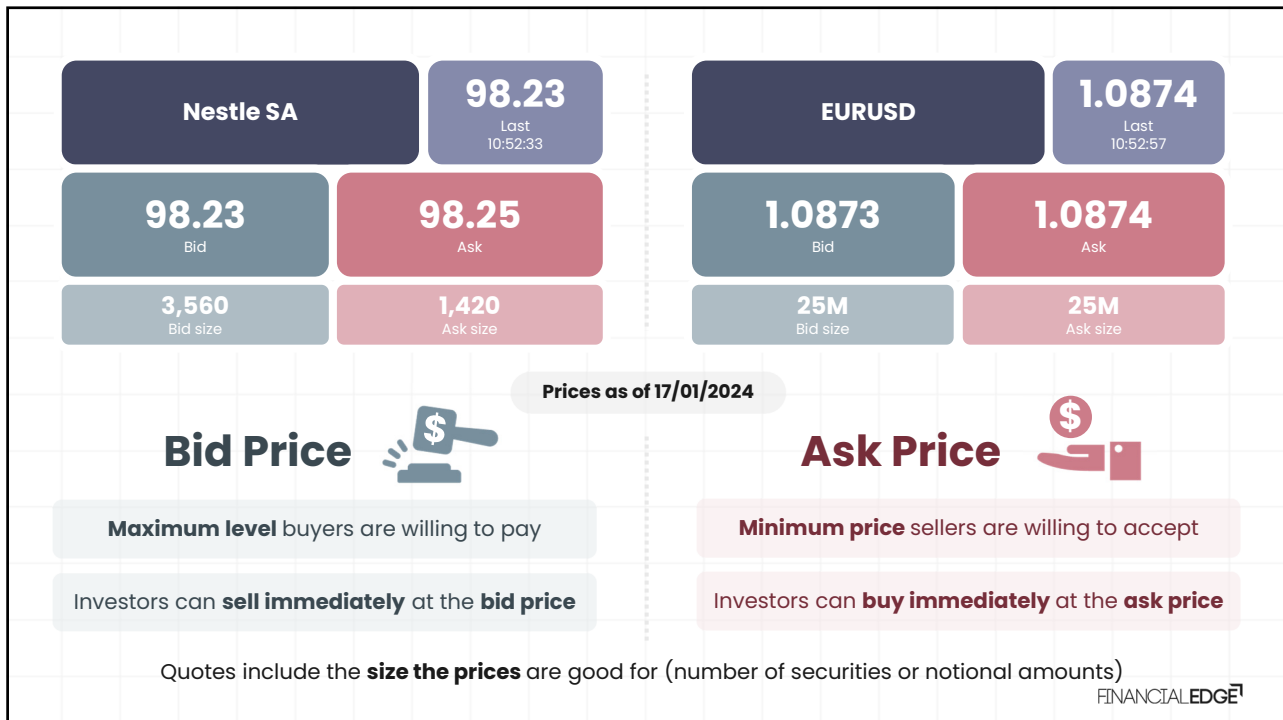 Nestle SA
98.23
Last
10:52:33
98.23
Bid
98.25
Ask
3,560
Bid size
1,420
Ask size
EURUSD
1.0874
Last
10:52:57
1.0873
Bid
1.0874
Ask
25M
Bid size
25M
Ask size
Prices as of 17/01/2024
Bid Price
$
Maximum level buyers are willing to pay
Investors can sell immediately at the bid price
Ask Price
$
Minimum price sellers are willing to accept
Investors can buy immediately at the ask price
Quotes include the size the prices are good for (number of securities or notional amounts)
FINANCIALEDGE